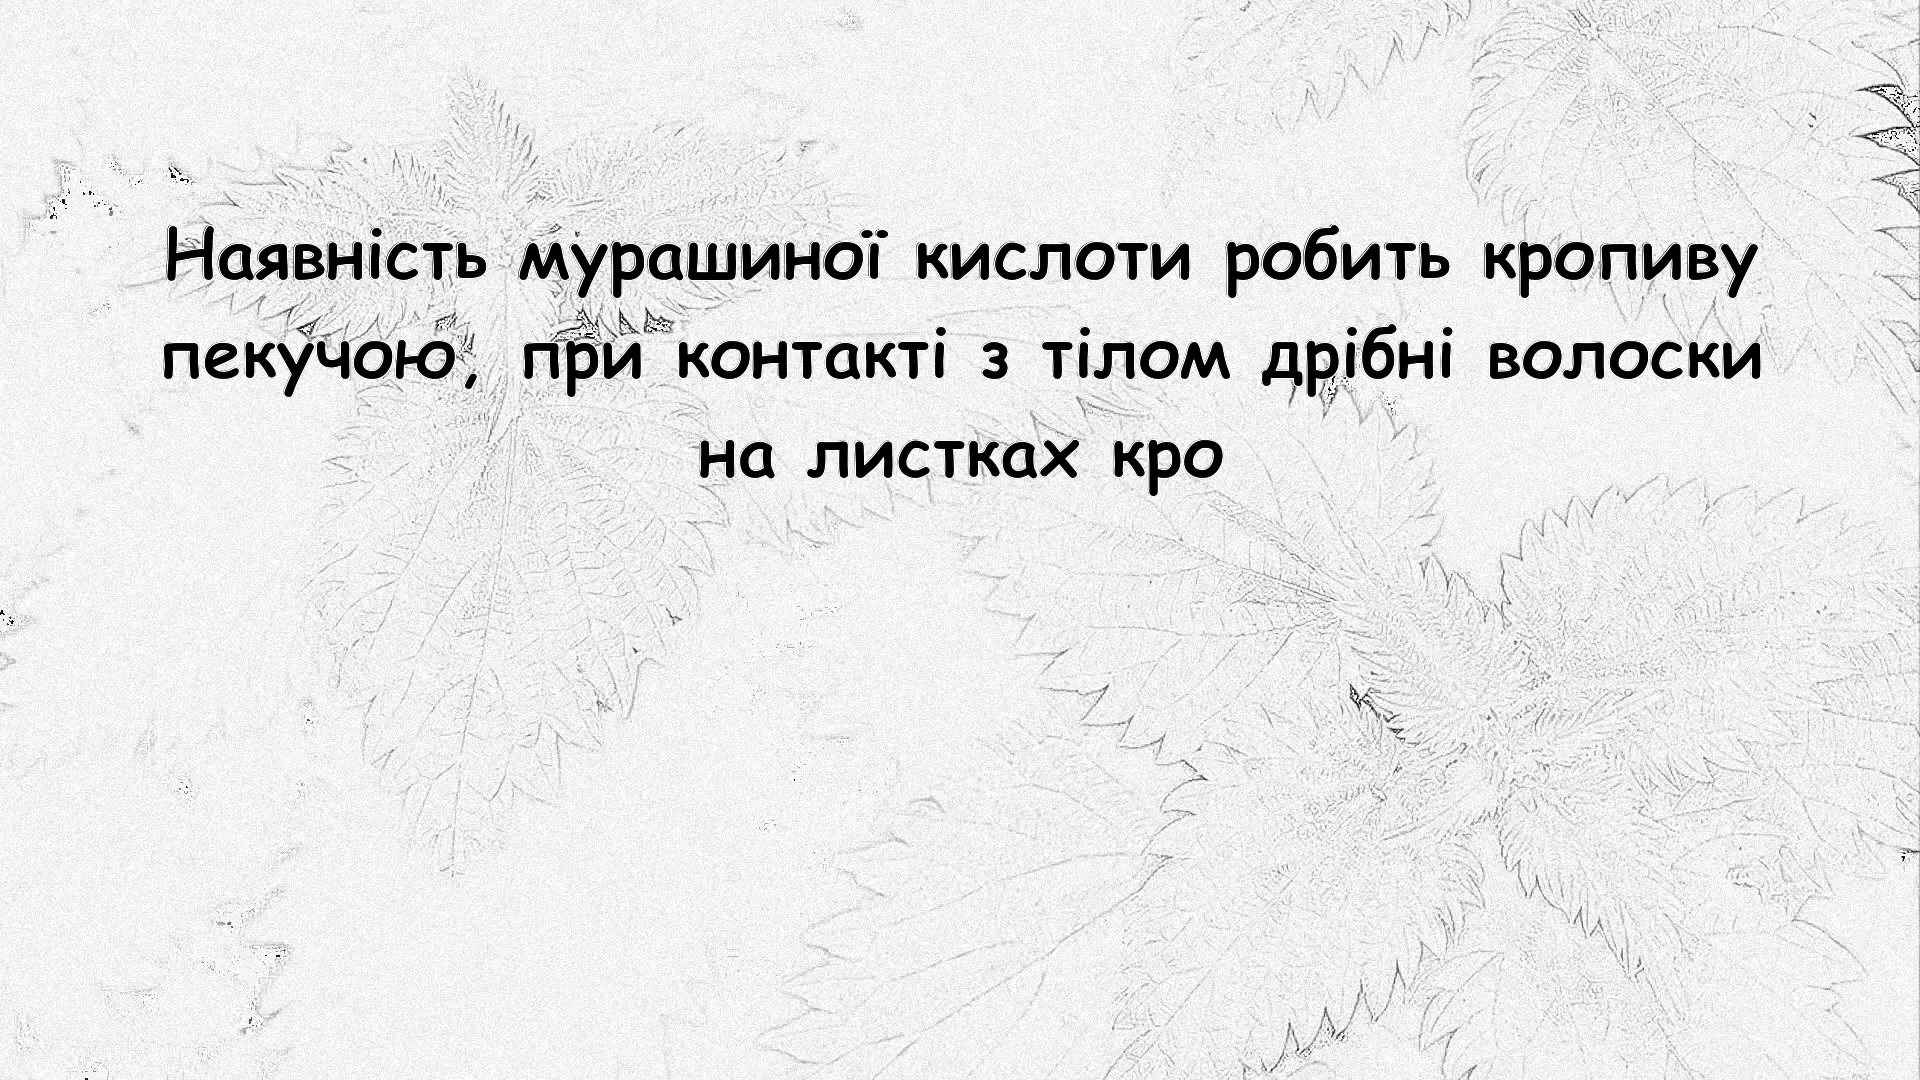 Наявність мурашиної кислоти робить кропиву
пекучою, при контакті з тілом дрібні волоски
на листках кро